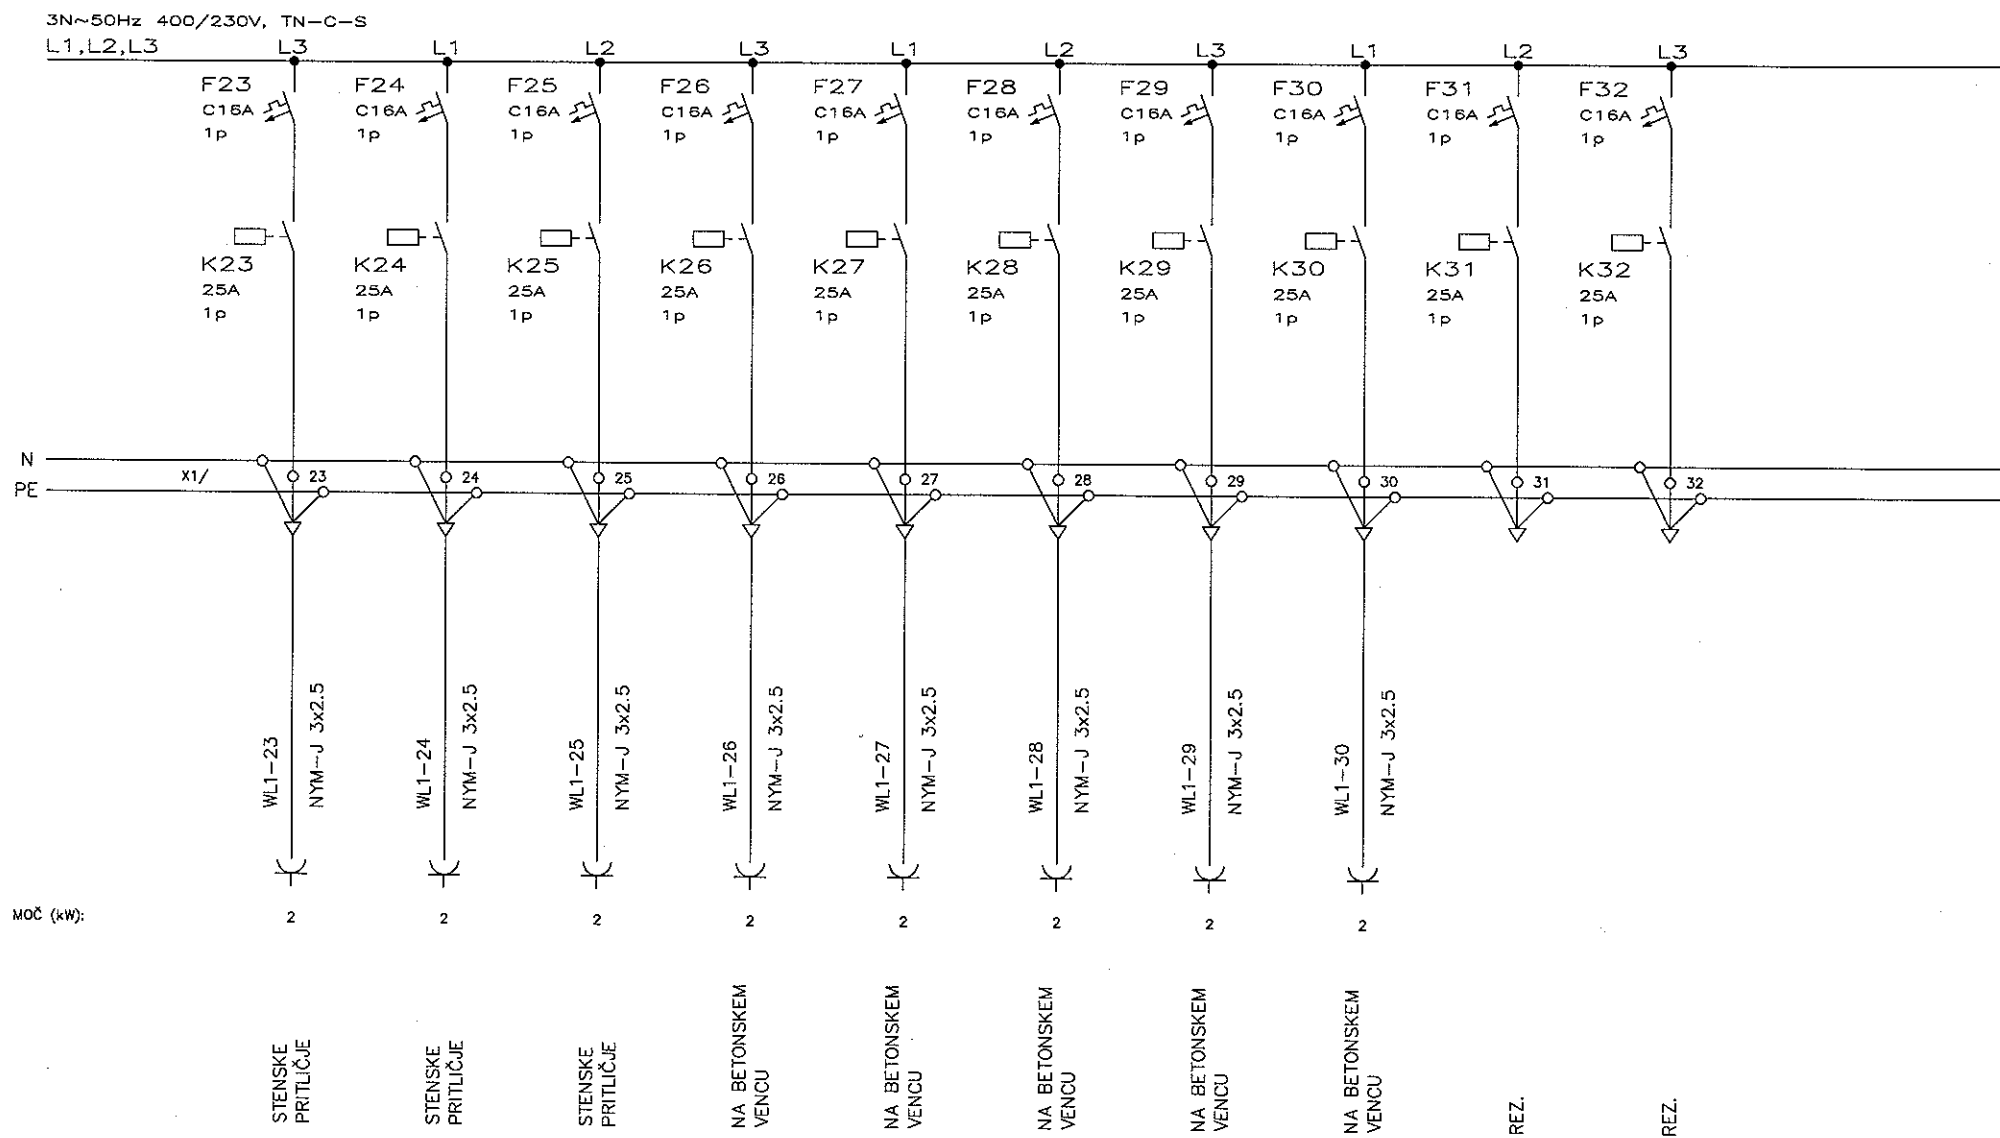 3N~50Hz 400/230V, TN-C-S
L1,L2,L3
L3 L1 L2 L3 L1 L2 L3 L1 L2 L3
F23 F24 F25 F26 F27 F28 F29 F30 F31 F32
C16A C16A C16A C16A C16A C16A C16A C16A C16A C16A
1p 1p 1p 1p 1p 1p 1p 1p 1p 1p
K23 K24 K25 K26 K27 K28 K29 K30 K31 K32
25A 25A 25A 25A 25A 25A 25A 25A 25A 25A
1p 1p 1p 1p 1p 1p 1p 1p 1p 1p
N
X1/ 23 24 25 26 27 28 29 30 31 32
PE
WL1-23
NYM-J 3x2.5
WL1-24
NYM-J 3x2.5
WL1-25
NYM-J 3x2.5
WL1-26
NYM-J 3x2.5
WL1-27
NYM-J 3x2.5
WL1-28
NYM-J 3x2.5
WL1-29
NYM-J 3x2.5
WL1-30
NYM-J 3x2.5
MOČ (kW): 2 2 2 2 2 2 2 2
STENSKE
PRITLIČJE
STENSKE
PRITLIČJE
STENSKE
PRITLIČJE
NA BETONSKEM
VENCU
NA BETONSKEM
VENCU
NA BETONSKEM
VENCU
NA BETONSKEM
VENCU
NA BETONSKEM
VENCU
REZ.
REZ.